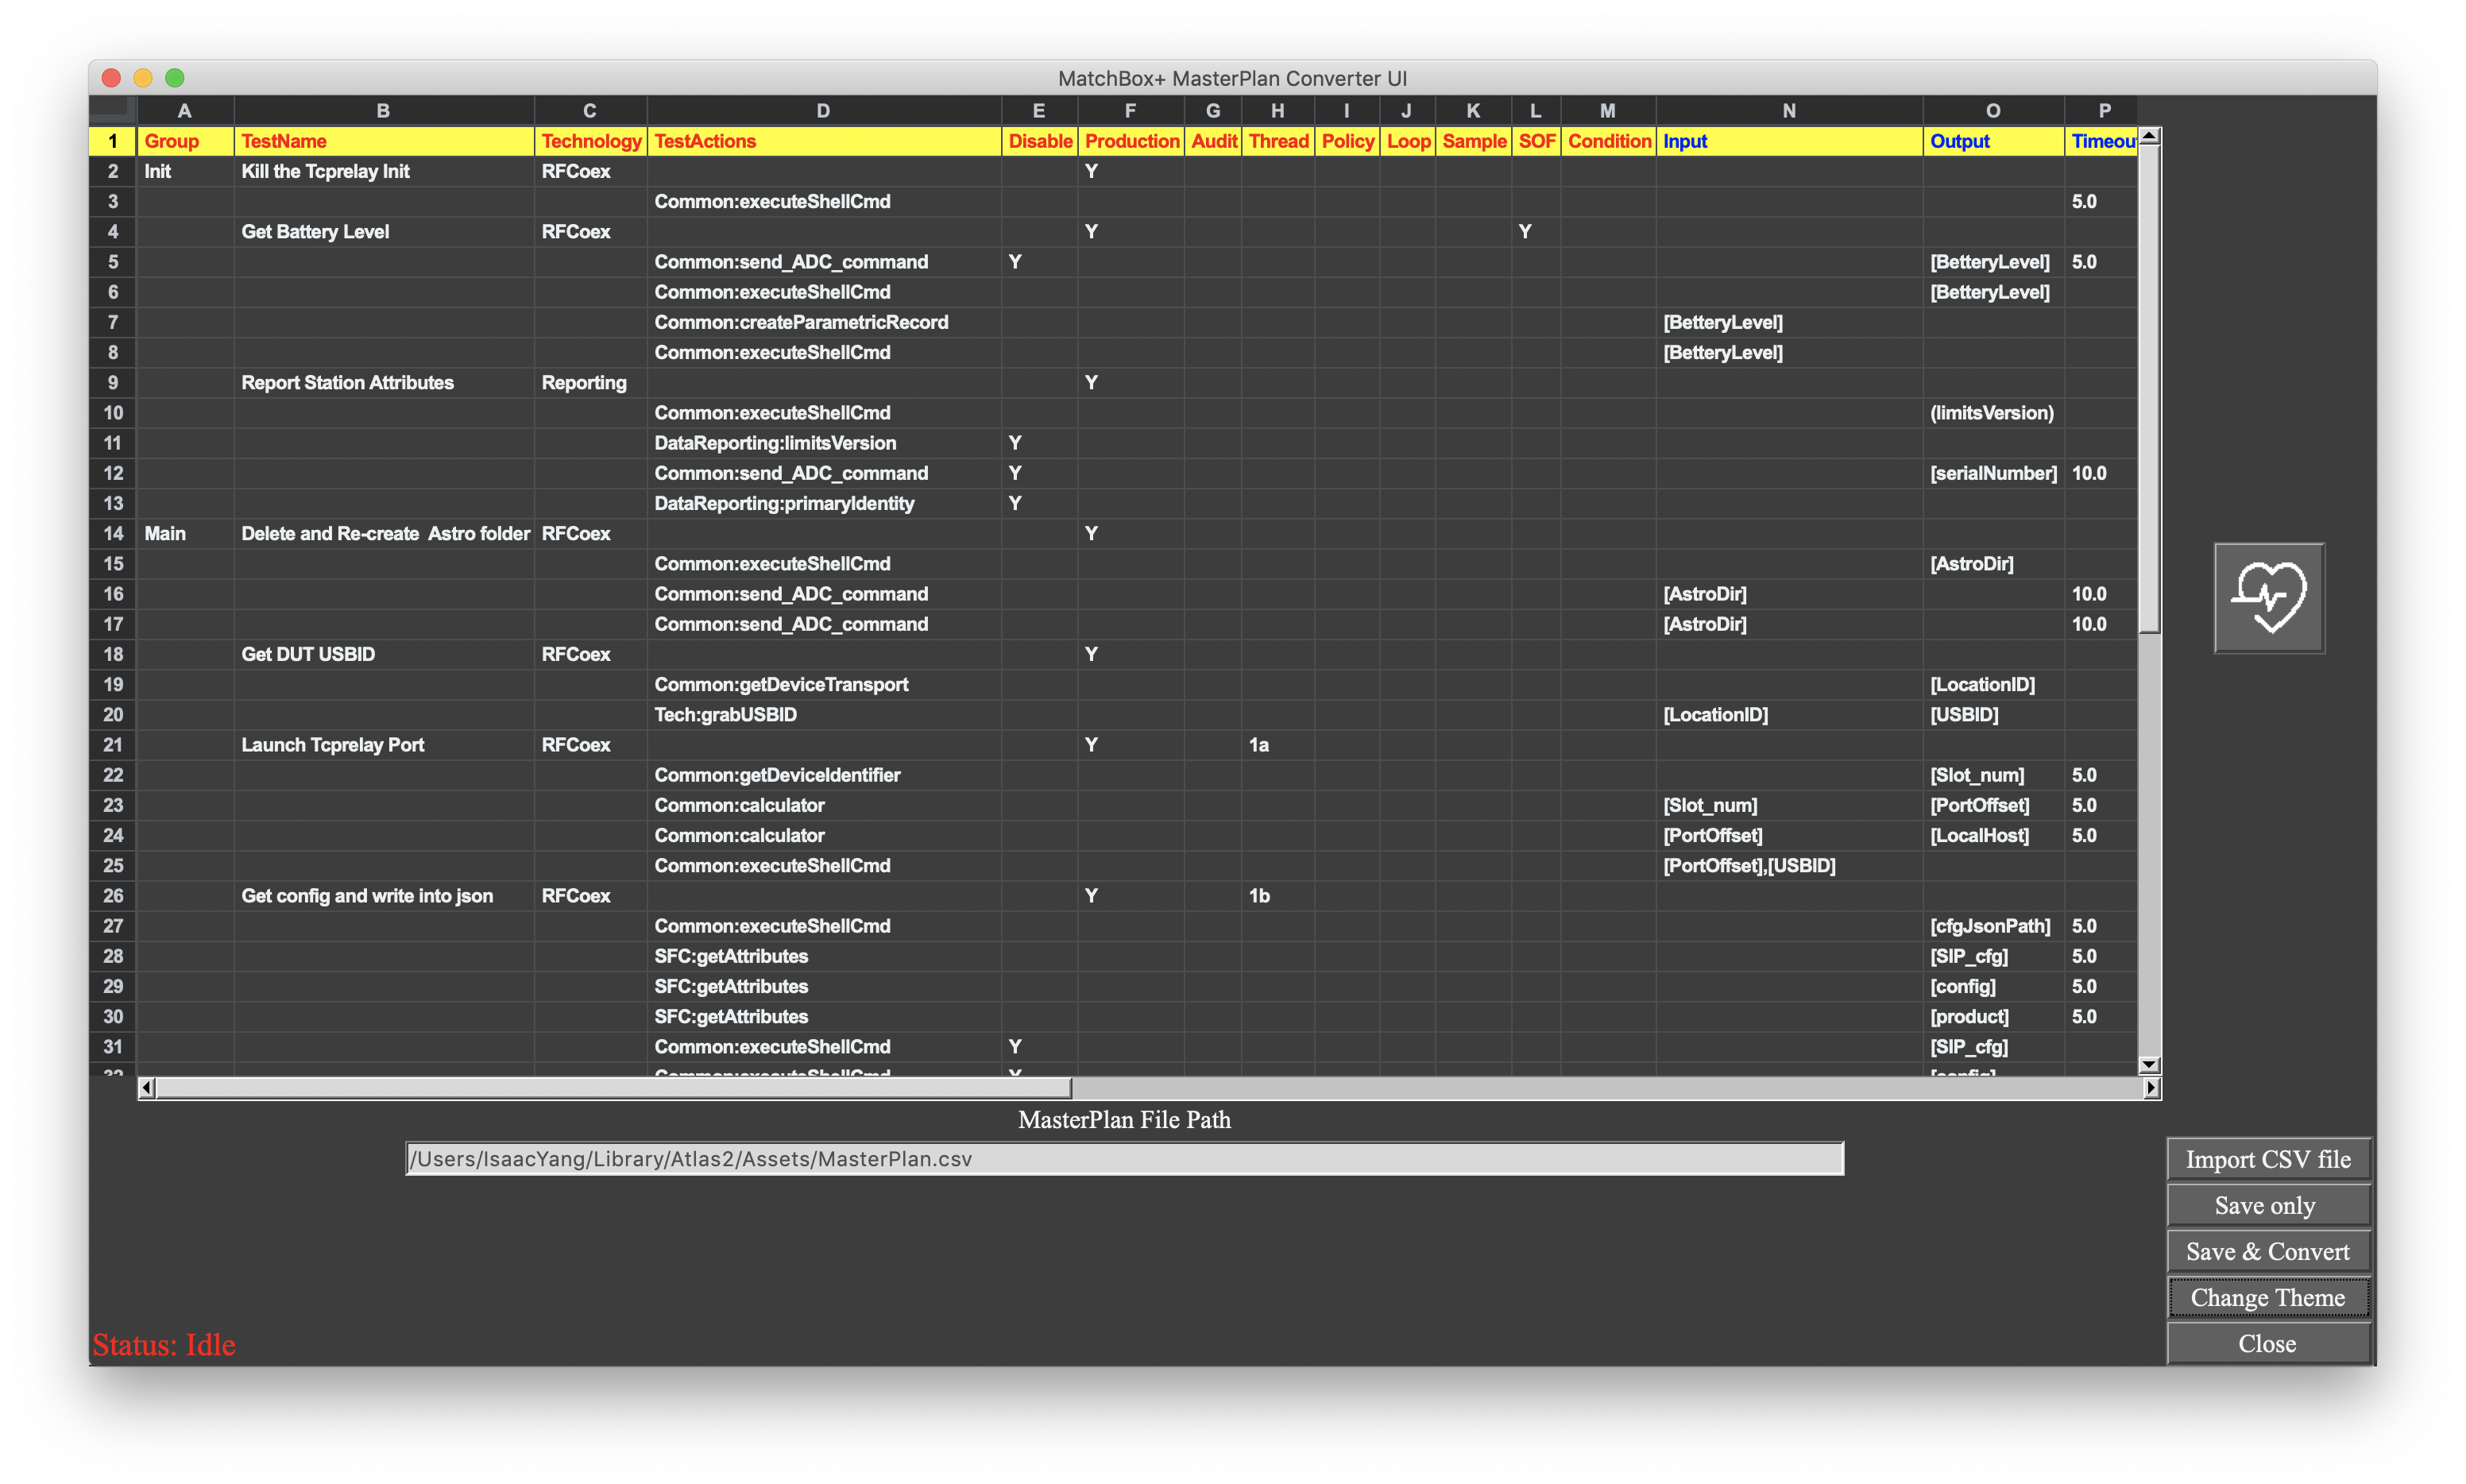 MatchBox+ MasterPlan Converter UI
A B C D E F G H I J K L M N O P
1 Group TestName Technology TestActions Disable Production Audit Thread Policy Loop Sample SOF Condition Input Output Timeou
2 Init Kill the Tcprelay Init RFCoex Y
3 Common:executeShellCmd 5.0
4 Get Battery Level RFCoex Y Y
5 Common:send_ADC_command Y [BetteryLevel] 5.0
6 Common:executeShellCmd [BetteryLevel]
7 Common:createParametricRecord [BetteryLevel]
8 Common:executeShellCmd [BetteryLevel]
9 Report Station Attributes Reporting Y
10 Common:executeShellCmd (limitsVersion)
11 DataReporting:limitsVersion Y
12 Common:send_ADC_command Y [serialNumber] 10.0
13 DataReporting:primaryIdentity Y
14 Main Delete and Re-create  Astro folder RFCoex Y
15 Common:executeShellCmd [AstroDir]
16 Common:send_ADC_command [AstroDir] 10.0
17 Common:send_ADC_command [AstroDir] 10.0
18 Get DUT USBID RFCoex Y
19 Common:getDeviceTransport [LocationID]
20 Tech:grabUSBID [LocationID] [USBID]
21 Launch Tcprelay Port RFCoex Y 1a
22 Common:getDeviceIdentifier [Slot_num] 5.0
23 Common:calculator [Slot_num] [PortOffset] 5.0
24 Common:calculator [PortOffset] [LocalHost] 5.0
25 Common:executeShellCmd [PortOffset],[USBID]
26 Get config and write into json RFCoex Y 1b
27 Common:executeShellCmd [cfgJsonPath] 5.0
28 SFC:getAttributes [SIP_cfg] 5.0
29 SFC:getAttributes [config] 5.0
30 SFC:getAttributes [product] 5.0
31 Common:executeShellCmd Y [SIP_cfg]
32 Common:executeShellCmd Y [config]
MasterPlan File Path
/Users/IsaacYang/Library/Atlas2/Assets/MasterPlan.csv
Import CSV file
Save only
Save & Convert
Change Theme
Close
Status: Idle